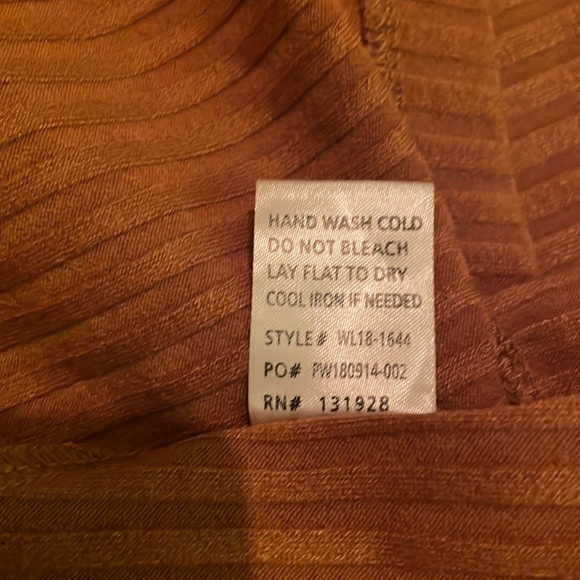 HAND WASH COLD
DO NOT BLEACH
LAY FLAT TO DRY
COOL IRON IF NEEDED
STYLE# WL18-1644
PO# PW180914-002
RN# 131928